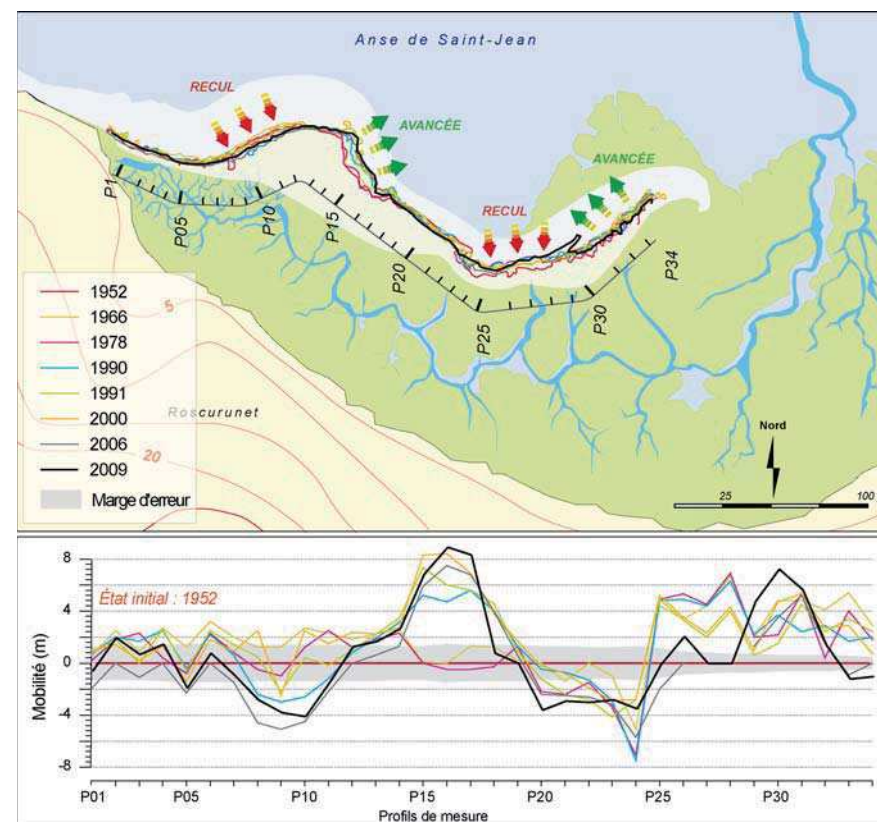 Anse de Saint-Jean
RECUL
AVANCÉE
AVANCÉE
RECUL
P1
P05
P10
P15
P20
P25
P30
P34
1952
1966
1978
1990
1991
2000
2006
2009
Marge d'erreur
5
Roscurunet
20
Nord
25
100
8
4
0
-4
-8
Mobilité (m)
État initial : 1952
P01
P05
P10
P15
P20
P25
P30
Profils de mesure